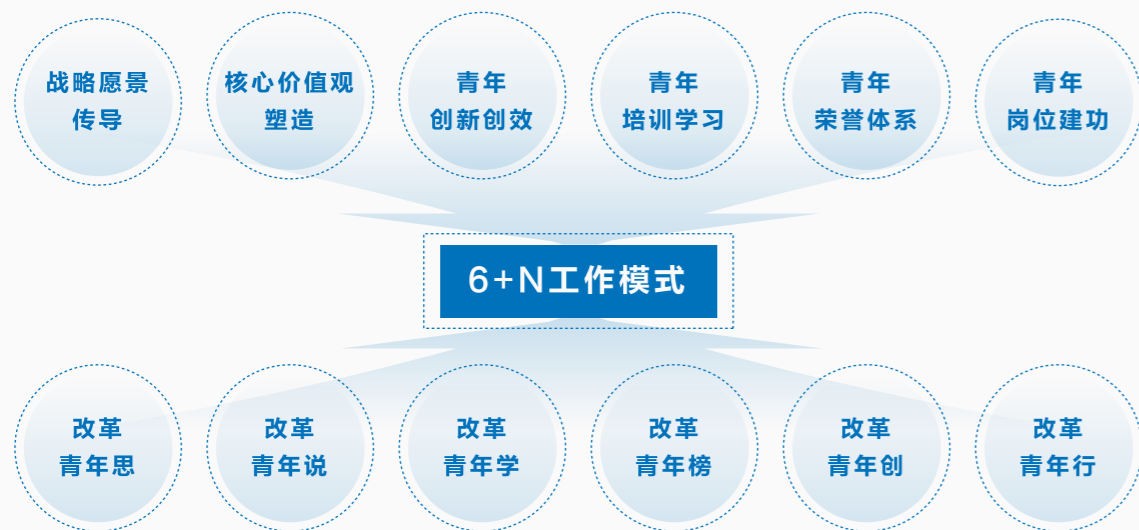 战略愿景
传导
核心价值观
塑造
青年
创新创效
青年
培训学习
青年
荣誉体系
青年
岗位建功
6+N工作模式
改革
青年思
改革
青年说
改革
青年学
改革
青年榜
改革
青年创
改革
青年行